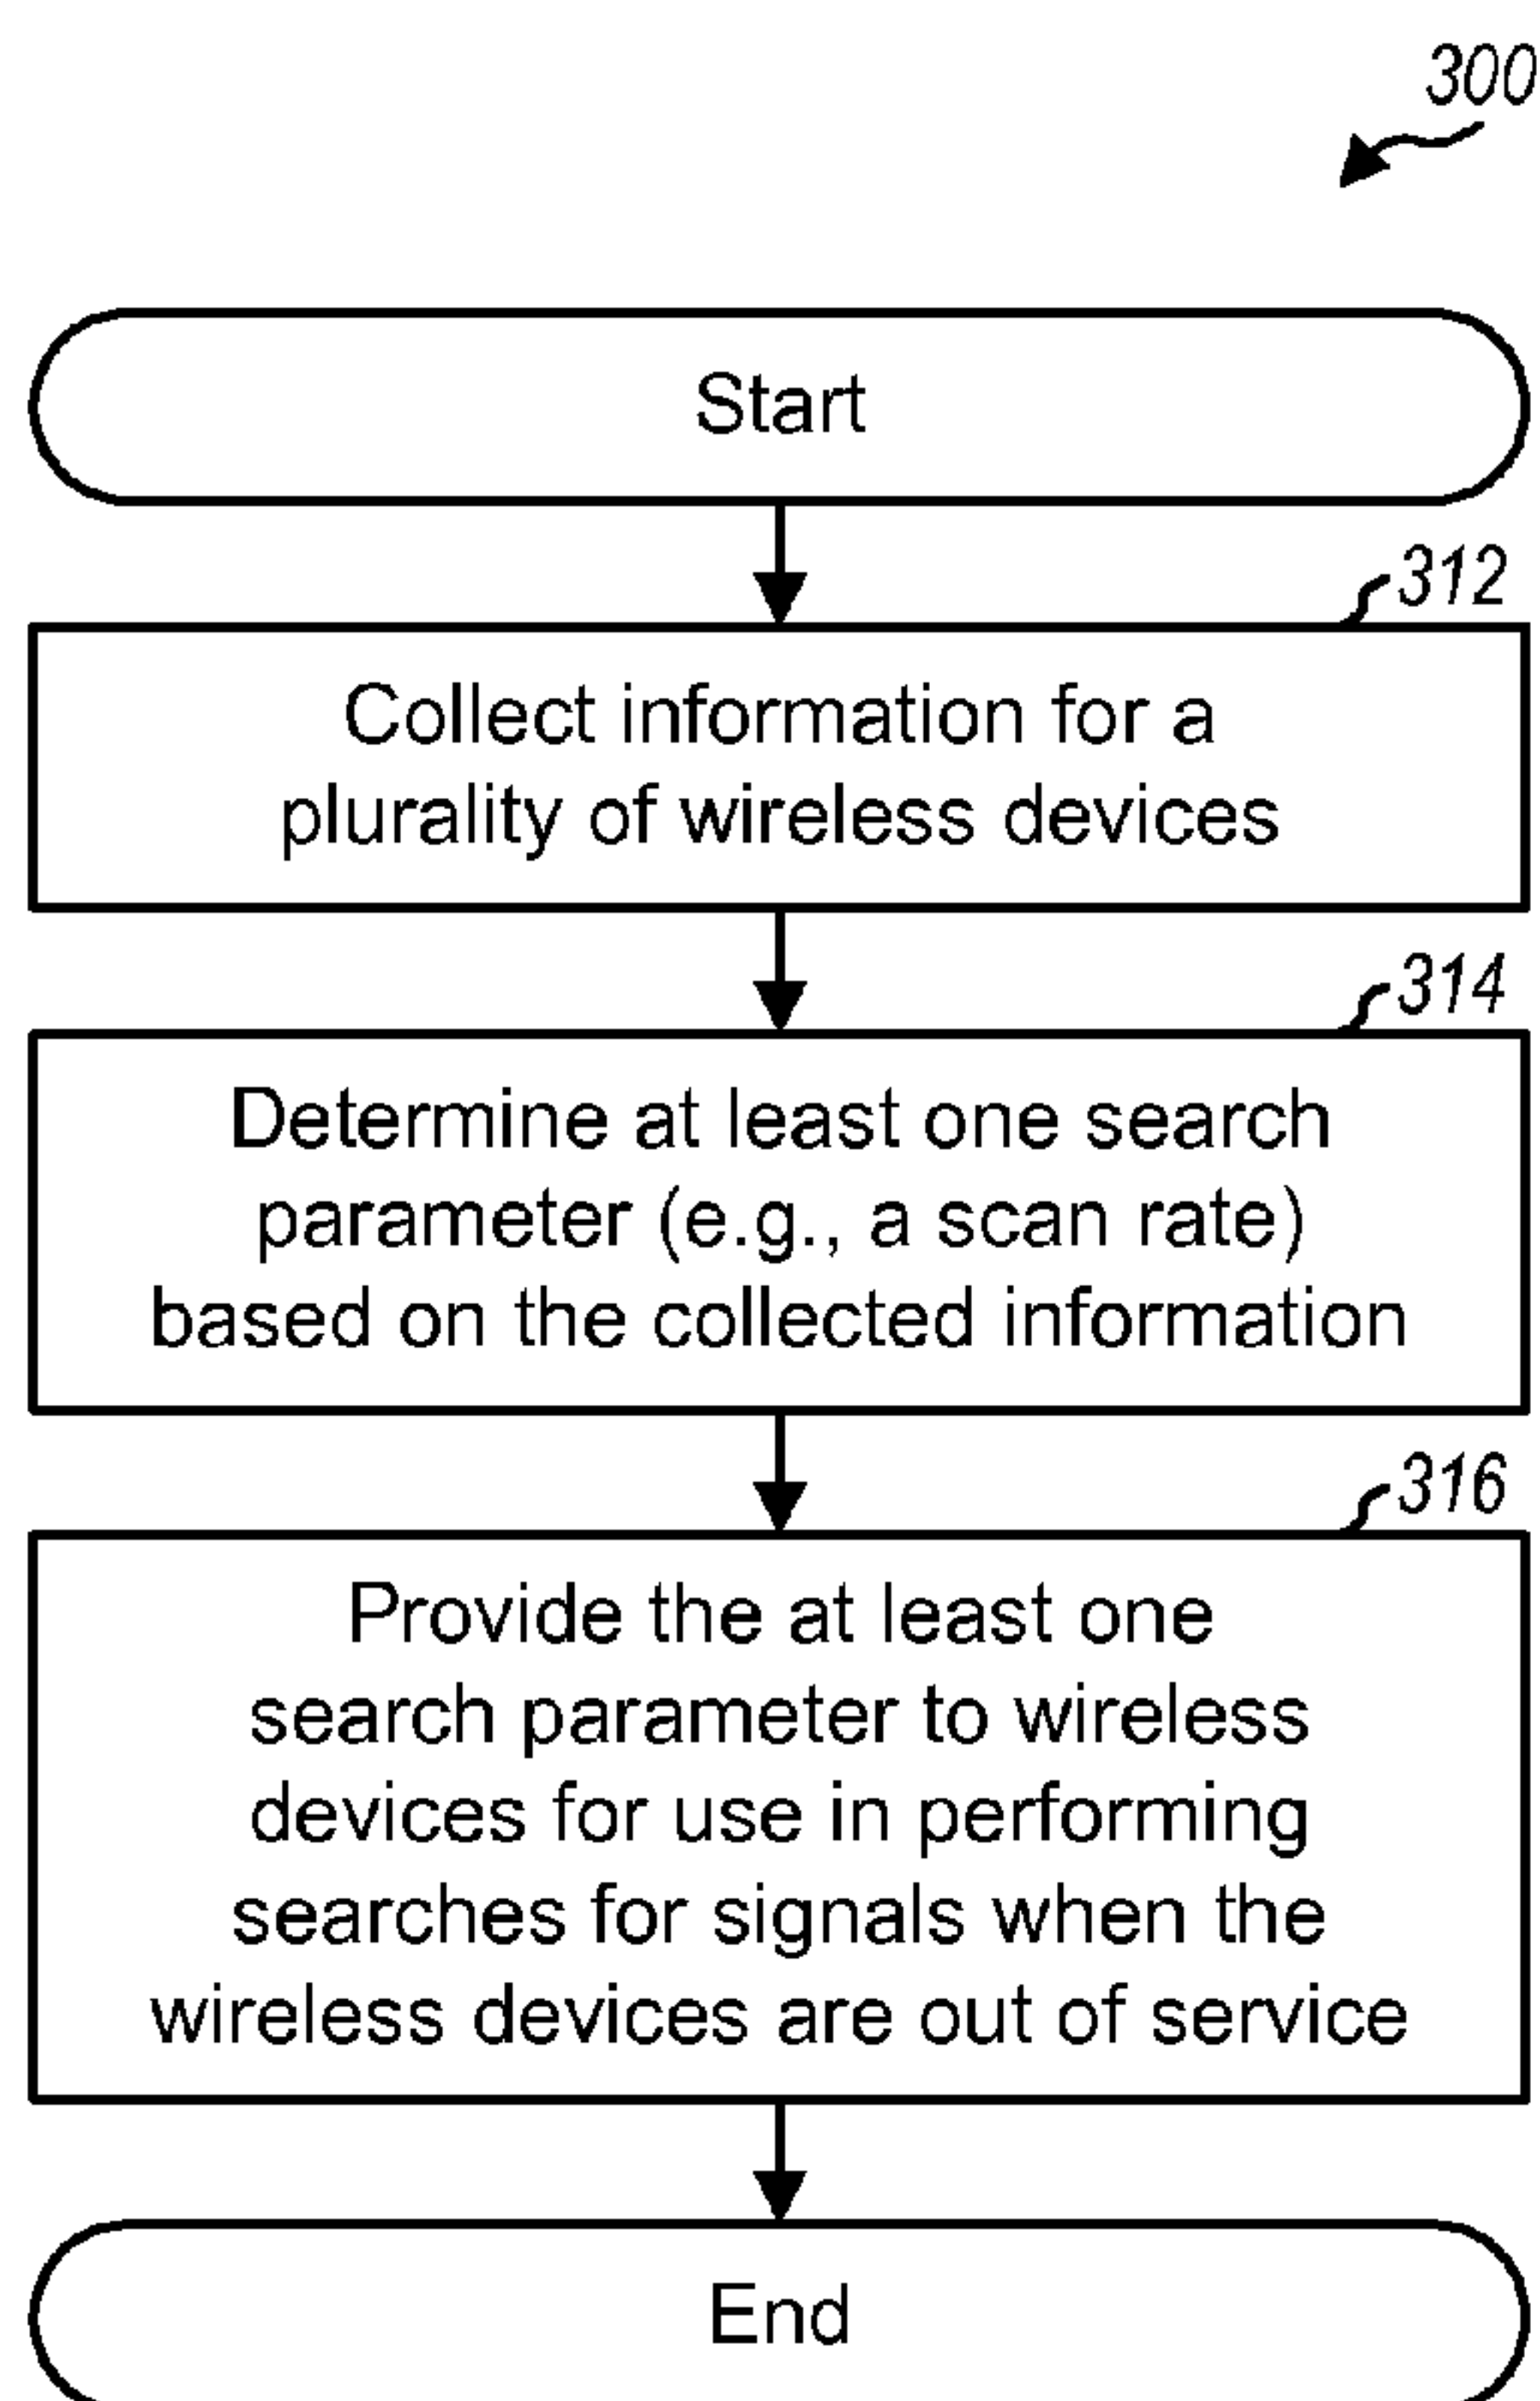 300
Start
312
Collect information for a
plurality of wireless devices
314
Determine at least one search
parameter (e.g., a scan rate)
based on the collected information
316
Provide the at least one
search parameter to wireless
devices for use in performing
searches for signals when the
wireless devices are out of service
End